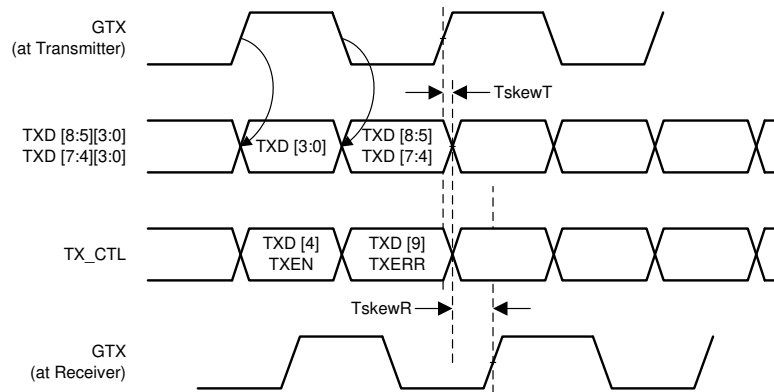 GTX
(at Transmitter)
TskewT
TXD [8:5][3:0]
TXD [7:4][3:0]
TXD [3:0]
TXD [8:5]
TXD [7:4]
TX_CTL
TXD [4]
TXEN
TXD [9]
TXERR
TskewR
GTX
(at Receiver)